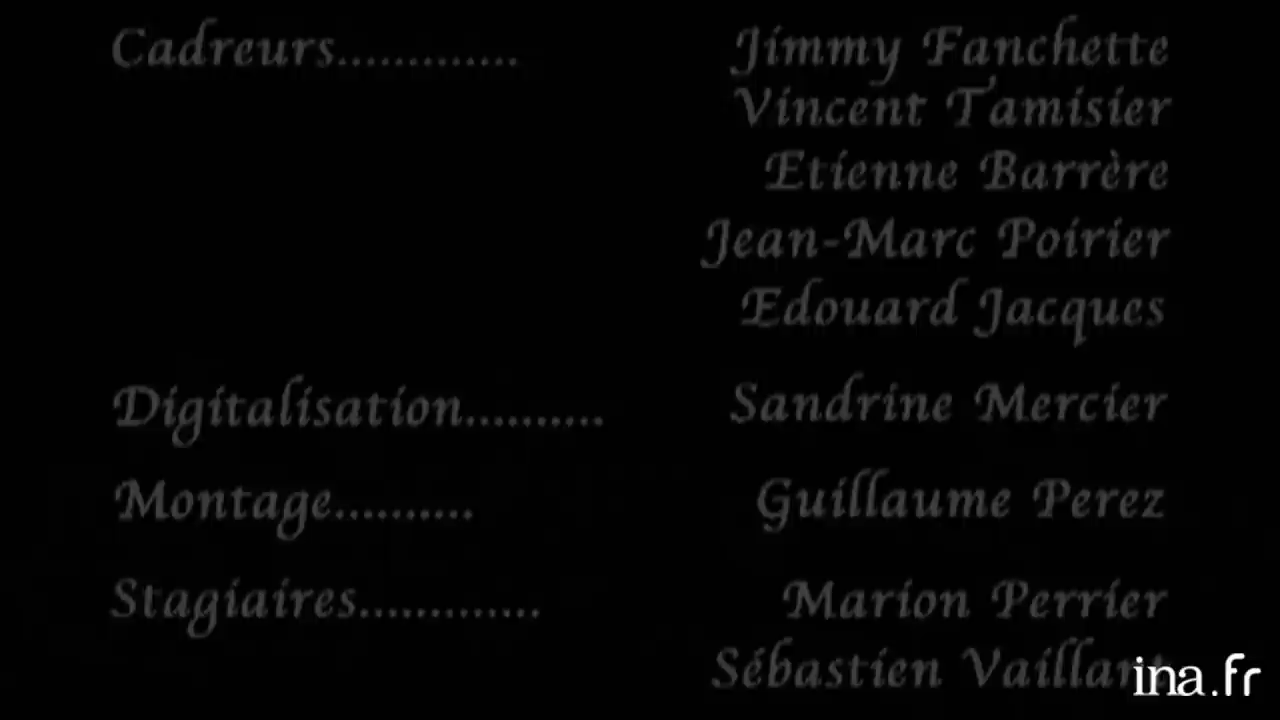 Cadreurs............. Jimmy Fanchette
Vincent Tamisier
Etienne Barrère
Jean-Marc Poirier
Edouard Jacques
Digitalisation.......... Sandrine Mercier
Montage.......... Guillaume Perez
Stagiaires............. Marion Perrier
Sébastien Vaillant
ina.fr